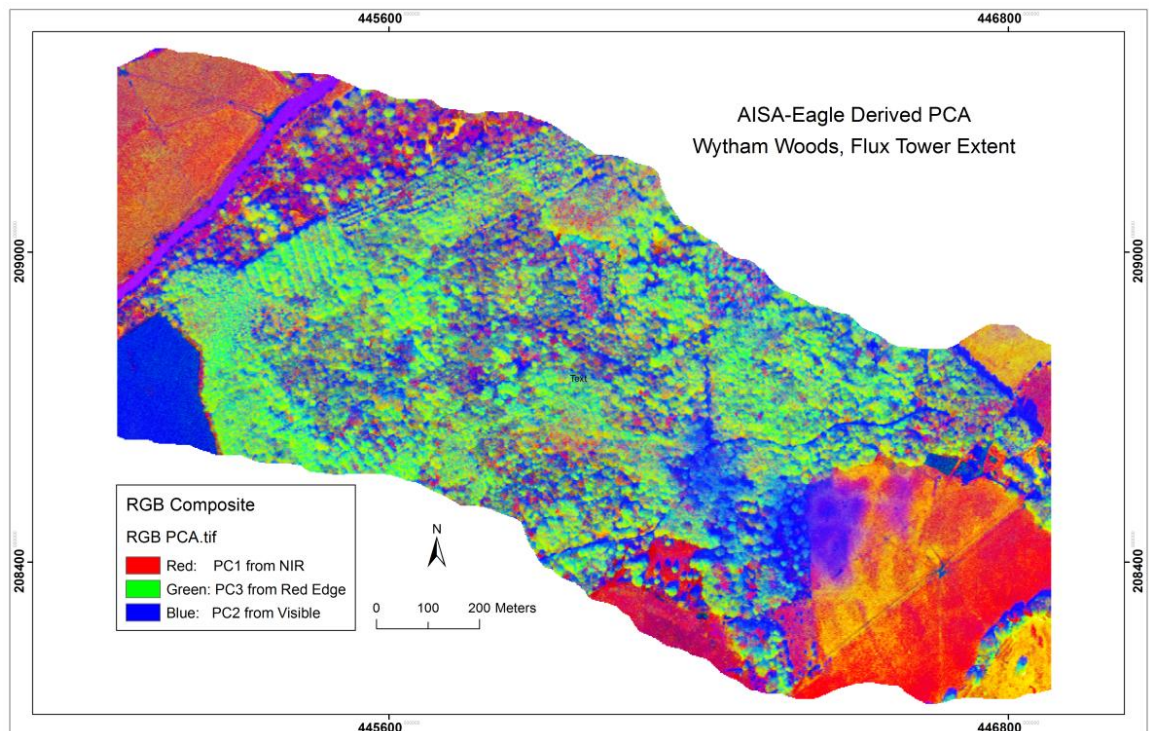 445600
446800
AISA-Eagle Derived PCA
Wytham Woods, Flux Tower Extent
209000
209000
Text
RGB Composite
RGB PCA.tif
Red: PC1 from NIR
Green: PC3 from Red Edge
Blue: PC2 from Visible
N
0 100 200 Meters
208400
208400
445600
446800